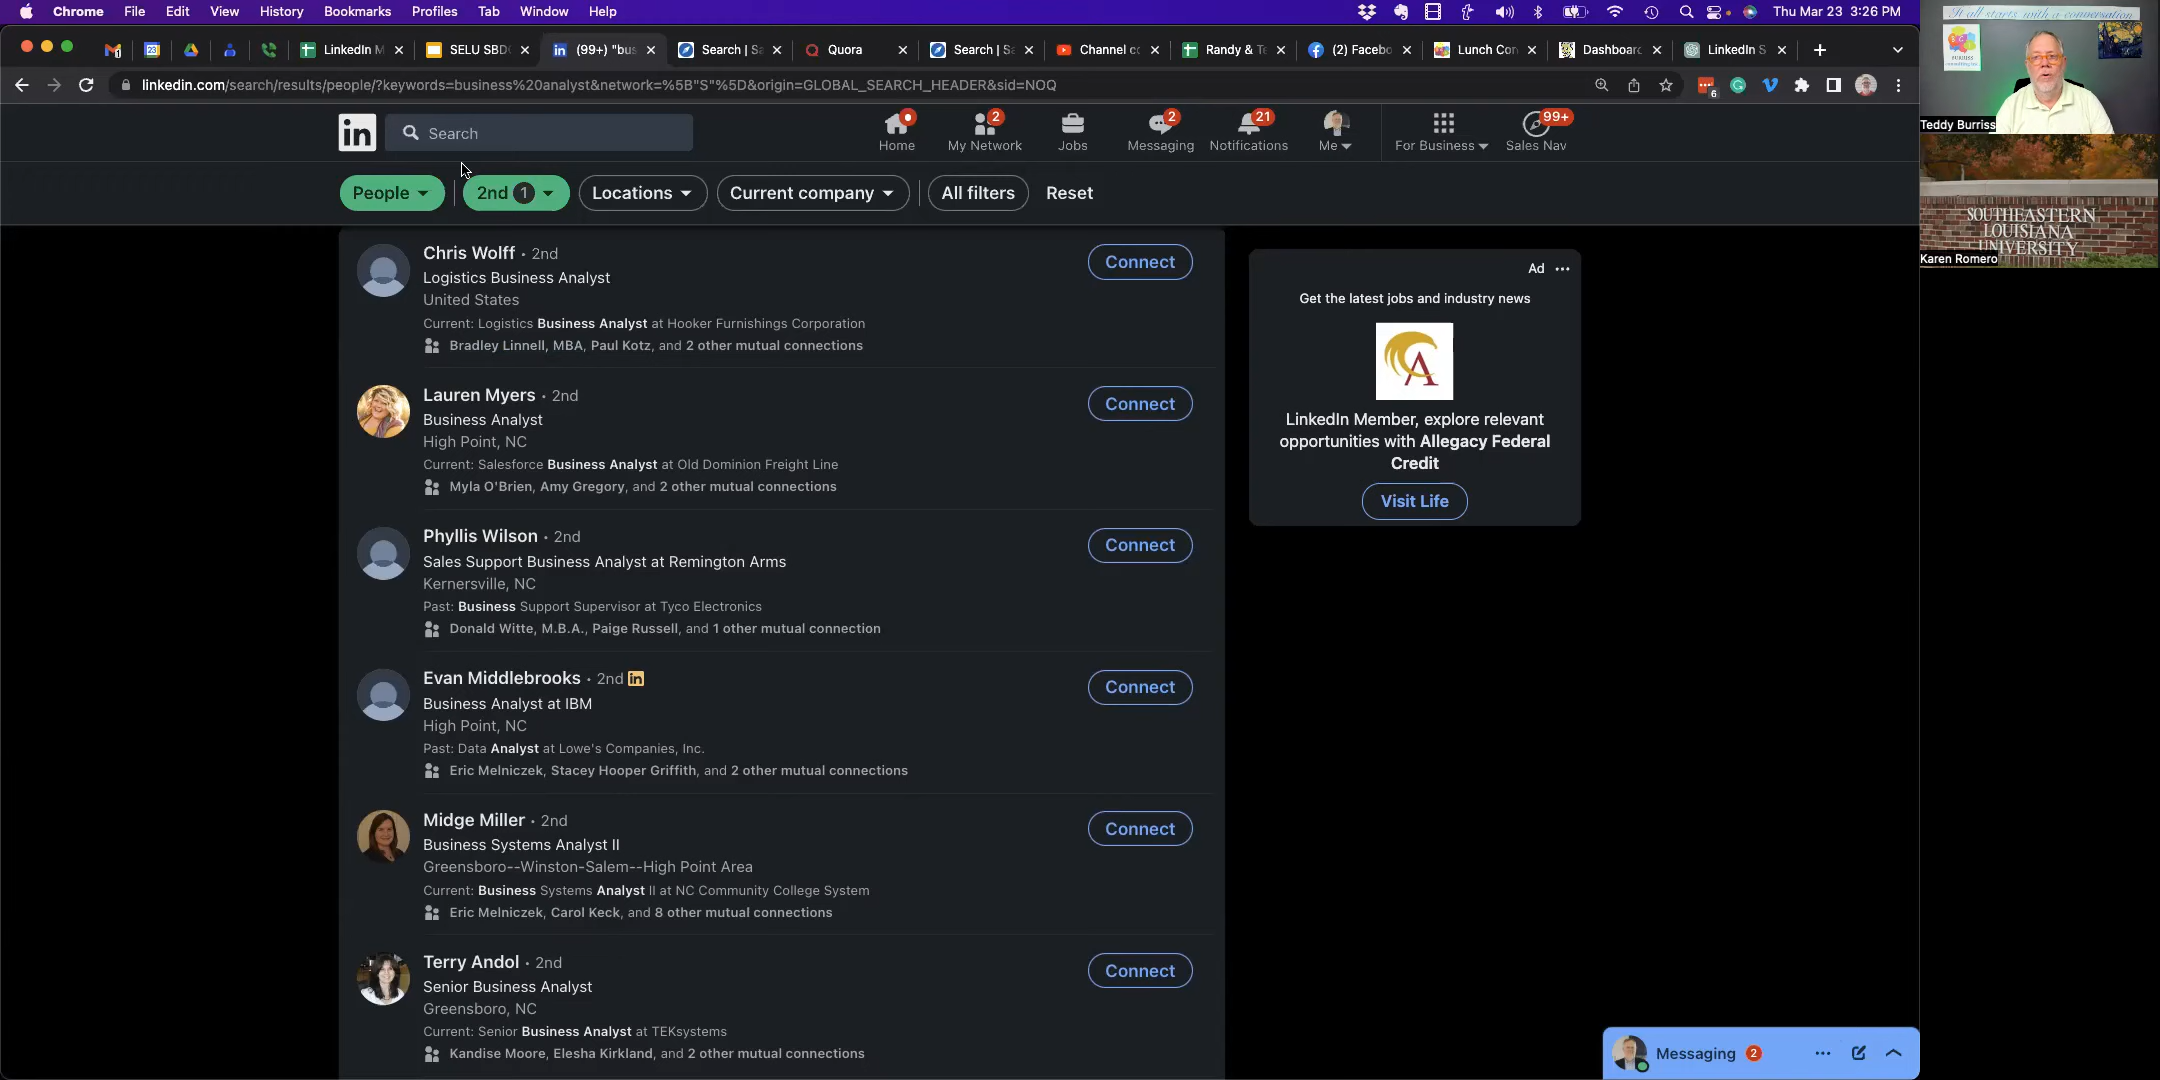 Chrome File Edit View History Bookmarks Profiles Tab Window Help
Thu Mar 23 3:26 PM
It all starts with a conversation
LinkedIn M
SELU SBDC
(99+) "bus
Search | Sa
Quora
Search | Sa
Channel co
Randy & Te
(2) Facebo
Lunch Con
Dashboard
LinkedIn S
linkedin.com/search/results/people/?keywords=business%20analyst&network=%5B"S"%5D&origin=GLOBAL_SEARCH_HEADER&sid=NOQ
6
Teddy Burriss
in
Search
Home
2
My Network
Jobs
2
Messaging
21
Notifications
Me
For Business
99+
Sales Nav
People
2nd 1
Locations
Current company
All filters
Reset
SOUTHEASTERN
LOUISIANA
UNIVERSITY
Karen Romero
Chris Wolff • 2nd
Connect
Logistics Business Analyst
United States
Current: Logistics Business Analyst at Hooker Furnishings Corporation
Bradley Linnell, MBA, Paul Kotz, and 2 other mutual connections
Lauren Myers • 2nd
Connect
Business Analyst
High Point, NC
Current: Salesforce Business Analyst at Old Dominion Freight Line
Myla O'Brien, Amy Gregory, and 2 other mutual connections
Phyllis Wilson • 2nd
Connect
Sales Support Business Analyst at Remington Arms
Kernersville, NC
Past: Business Support Supervisor at Tyco Electronics
Donald Witte, M.B.A., Paige Russell, and 1 other mutual connection
Evan Middlebrooks • 2nd in
Connect
Business Analyst at IBM
High Point, NC
Past: Data Analyst at Lowe's Companies, Inc.
Eric Melniczek, Stacey Hooper Griffith, and 2 other mutual connections
Midge Miller • 2nd
Connect
Business Systems Analyst II
Greensboro--Winston-Salem--High Point Area
Current: Business Systems Analyst II at NC Community College System
Eric Melniczek, Carol Keck, and 8 other mutual connections
Terry Andol • 2nd
Connect
Senior Business Analyst
Greensboro, NC
Current: Senior Business Analyst at TEKsystems
Kandise Moore, Elesha Kirkland, and 2 other mutual connections
Ad
Get the latest jobs and industry news
A
LinkedIn Member, explore relevant
opportunities with Allegacy Federal
Credit
Visit Life
Messaging 2